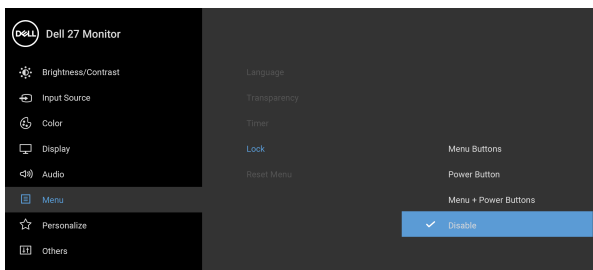 DELL Dell 27 Monitor
Brightness/Contrast
Input Source
Color
Display
Audio
Menu
Personalize
Others
Language
Transparency
Timer
Lock
Reset Menu
Menu Buttons
Power Button
Menu + Power Buttons
Disable